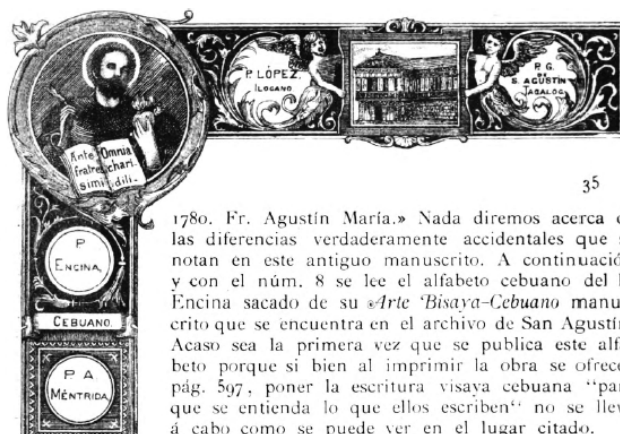 P. LÓPEZ.
ILOCANO
P. G.
DE
S. AGUSTÍN
TAGALOG
Ante Omnia
fratres chari-
simi dili-
35
P
ENCINA,
CEBUANO.
P. A.
MÉNTRIDA
1780. Fr. Agustín María.» Nada diremos acerca
las diferencias verdaderamente accidentales que
notan en este antiguo manuscrito. A continuació
y con el núm. 8 se lee el alfabeto cebuano del
Encina sacado de su Arte Bisaya-Cebuano manu
crito que se encuentra en el archivo de San Agustí
Acaso sea la primera vez que se publica este alf
beto porque si bien al imprimir la obra se ofrec
pág. 597, poner la escritura visaya cebuana “pa
que se entienda lo que ellos escriben“ no se llev
á cabo como se puede ver en el lugar citado.